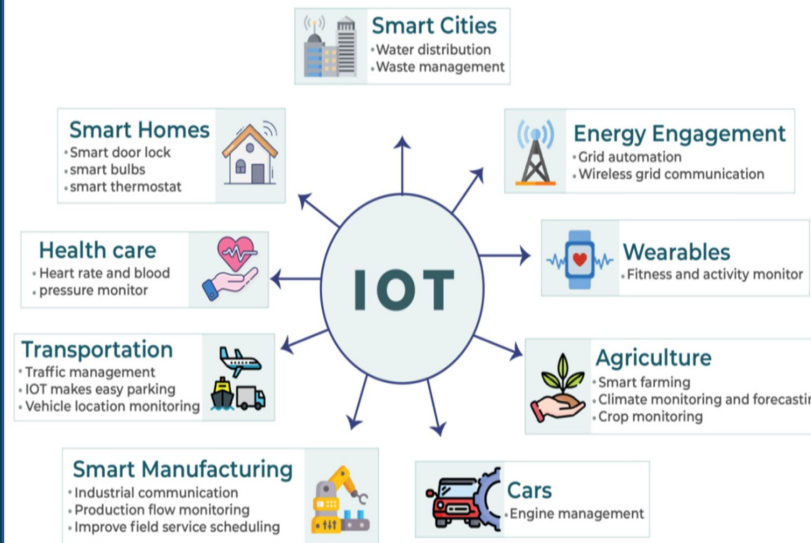 Smart Cities
• Water distribution
• Waste management
Smart Homes
• Smart door lock
• smart bulbs
• smart thermostat
Energy Engagement
• Grid automation
• Wireless grid communication
Health care
• Heart rate and blood
• pressure monitor
IOT
Wearables
• Fitness and activity monitor
Transportation
• Traffic management
• IOT makes easy parking
• Vehicle location monitoring
Agriculture
• Smart farming
• Climate monitoring and
• Crop monitoring
Smart Manufacturing
• Industrial communication
• Production flow monitoring
• Improve field service scheduling
Cars
• Engine management